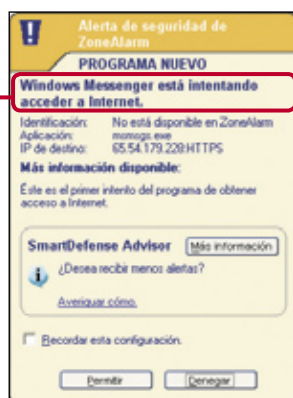 Alerta de seguridad de
ZoneAlarm
PROGRAMA NUEVO
Windows Messenger está intentando
acceder a Internet.
Identificación: No está disponible en ZoneAlarm
Aplicación: msmsgs.exe
IP de destino: 65.54.179.228:HTTPS
Más información disponible:
Éste es el primer intento del programa de obtener
acceso a Internet.
SmartDefense Advisor Más información
¿Desea recibir menos alertas?
Averiguar cómo.
Recordar esta configuración.
Permitir Denegar